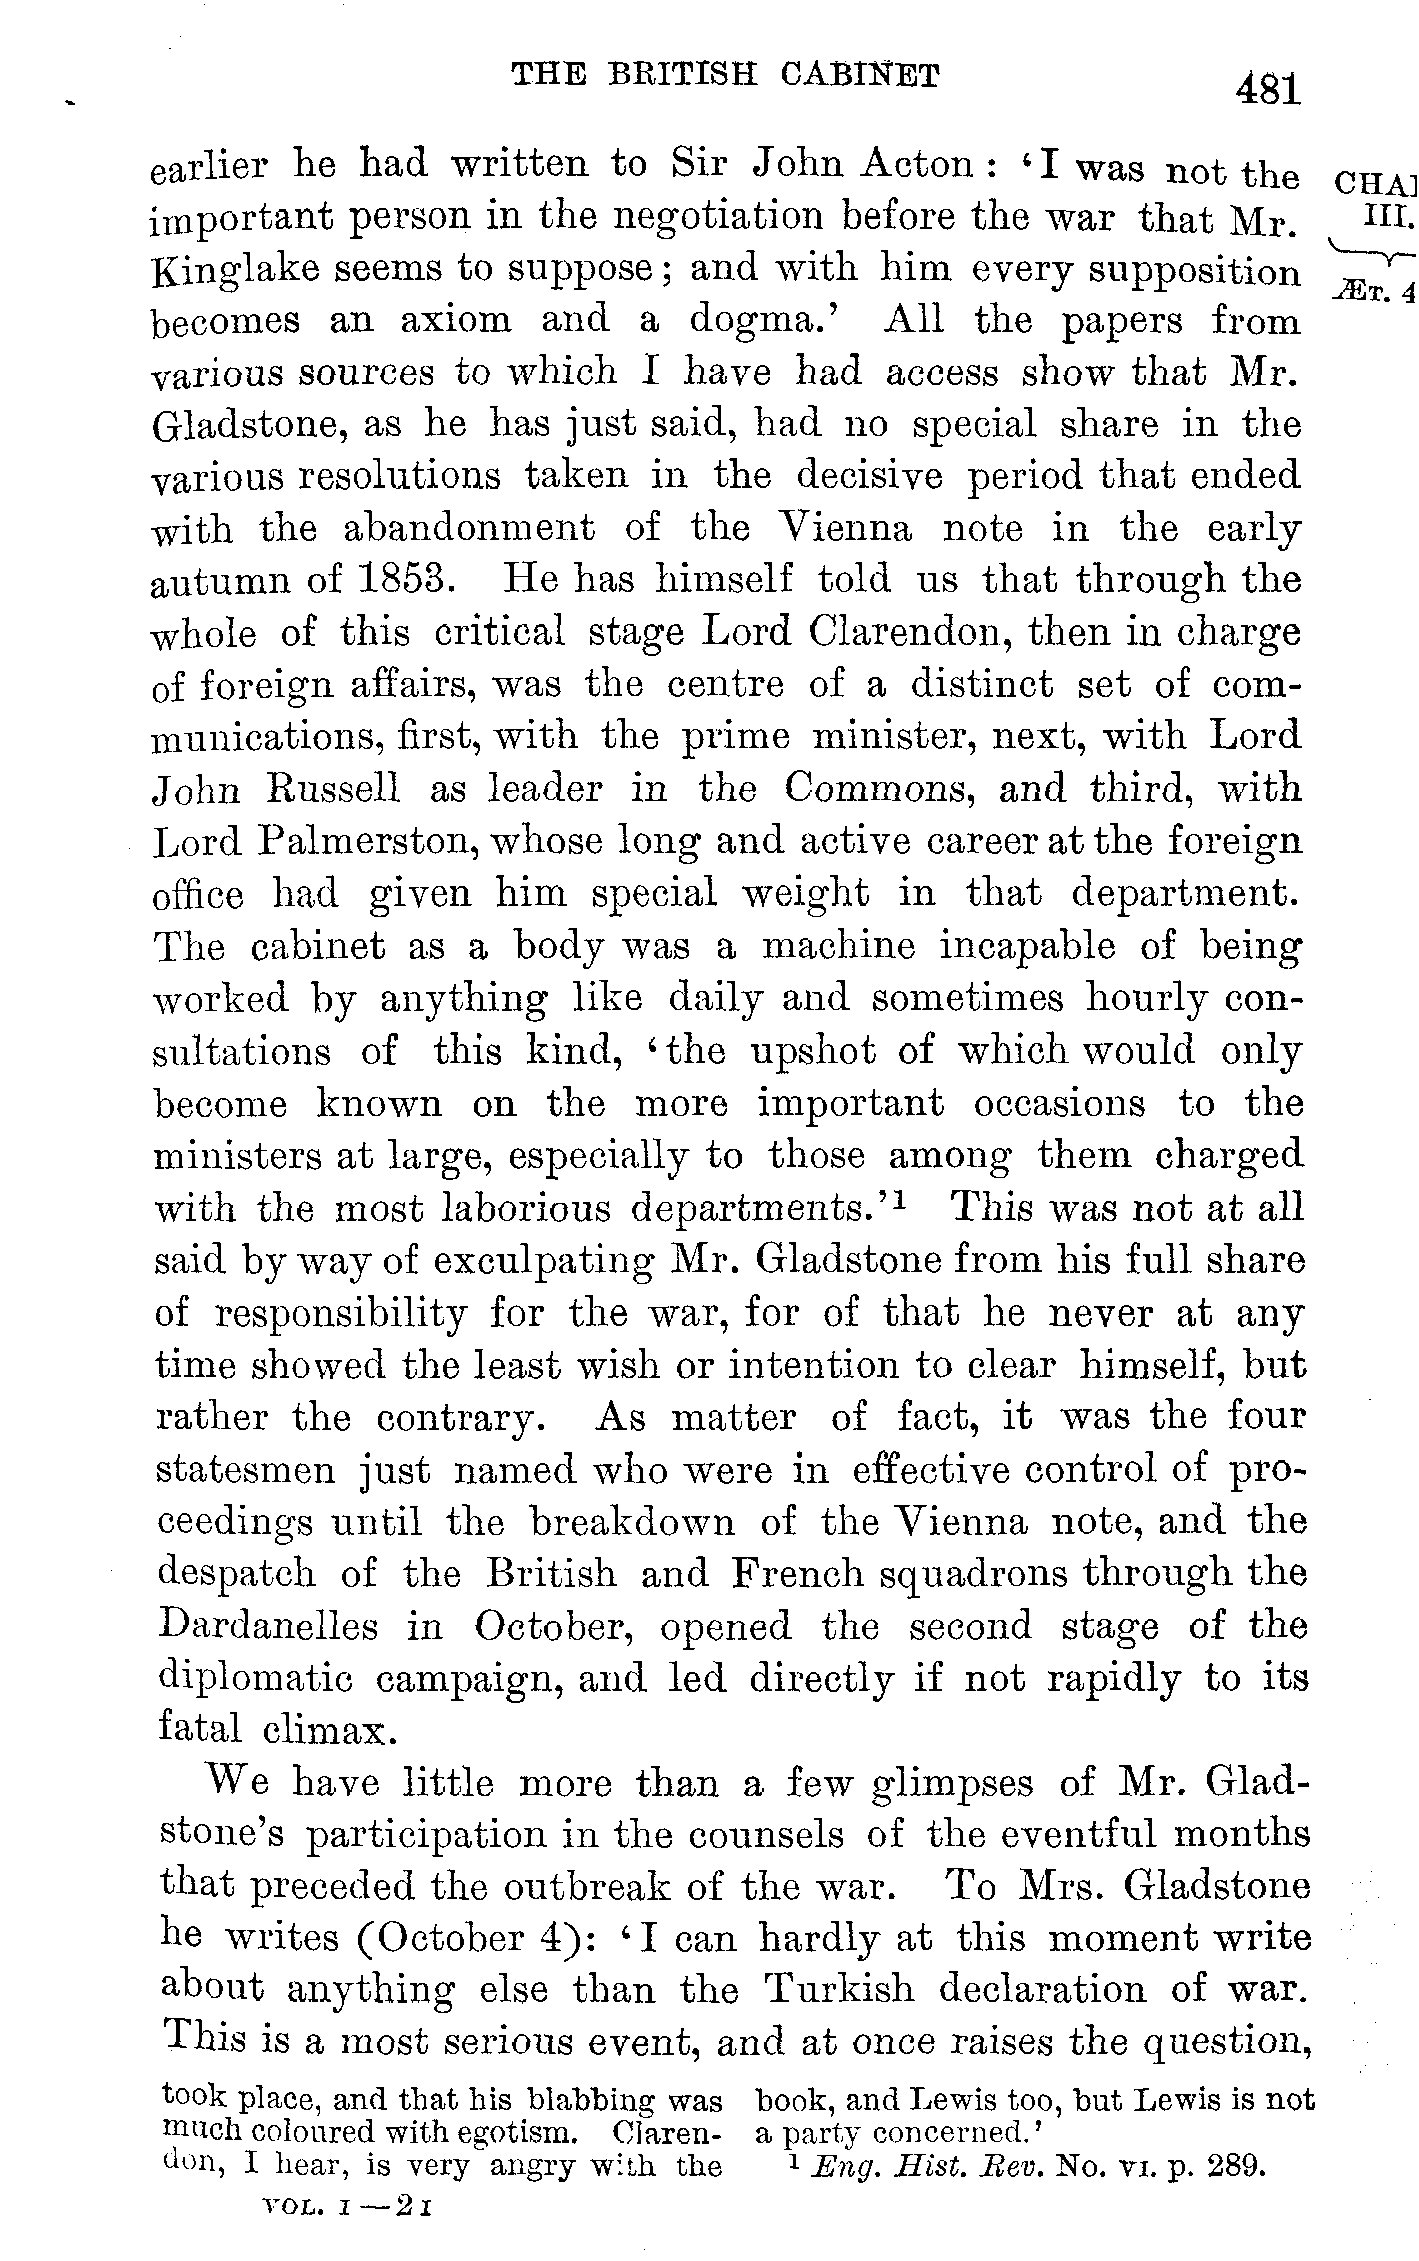 THE BRITISH CABINET 481
earlier he had written to Sir John Acton : ‘I was not the
important person in the negotiation before the war that Mr.
Kinglake seems to suppose; and with him every supposition
becomes an axiom and a dogma.’ All the papers from
various sources to which I have had access show that Mr.
Gladstone, as he has just said, had no special share in the
various resolutions taken in the decisive period that ended
with the abandonment of the Vienna note in the early
autumn of 1853. He has himself told us that through the
whole of this critical stage Lord Clarendon, then in charge
of foreign affairs, was the centre of a distinct set of com-
munications, first, with the prime minister, next, with Lord
John Russell as leader in the Commons, and third, with
Lord Palmerston, whose long and active career at the foreign
office had given him special weight in that department.
The cabinet as a body was a machine incapable of being
worked by anything like daily and sometimes hourly con-
sultations of this kind, ‘the upshot of which would only
become known on the more important occasions to the
ministers at large, especially to those among them charged
with the most laborious departments.’¹ This was not at all
said by way of exculpating Mr. Gladstone from his full share
of responsibility for the war, for of that he never at any
time showed the least wish or intention to clear himself, but
rather the contrary. As matter of fact, it was the four
statesmen just named who were in effective control of pro-
ceedings until the breakdown of the Vienna note, and the
despatch of the British and French squadrons through the
Dardanelles in October, opened the second stage of the
diplomatic campaign, and led directly if not rapidly to its
fatal climax.
We have little more than a few glimpses of Mr. Glad-
stone’s participation in the counsels of the eventful months
that preceded the outbreak of the war. To Mrs. Gladstone
he writes (October 4): ‘I can hardly at this moment write
about anything else than the Turkish declaration of war.
This is a most serious event, and at once raises the question,
CHA
III.
ÆT. 4
took place, and that his blabbing was
much coloured with egotism. Claren-
don, I hear, is very angry with the
book, and Lewis too, but Lewis is not
a party concerned.’
¹ Eng. Hist. Rev. No. VI. p. 289.
VOL. I — 2 I